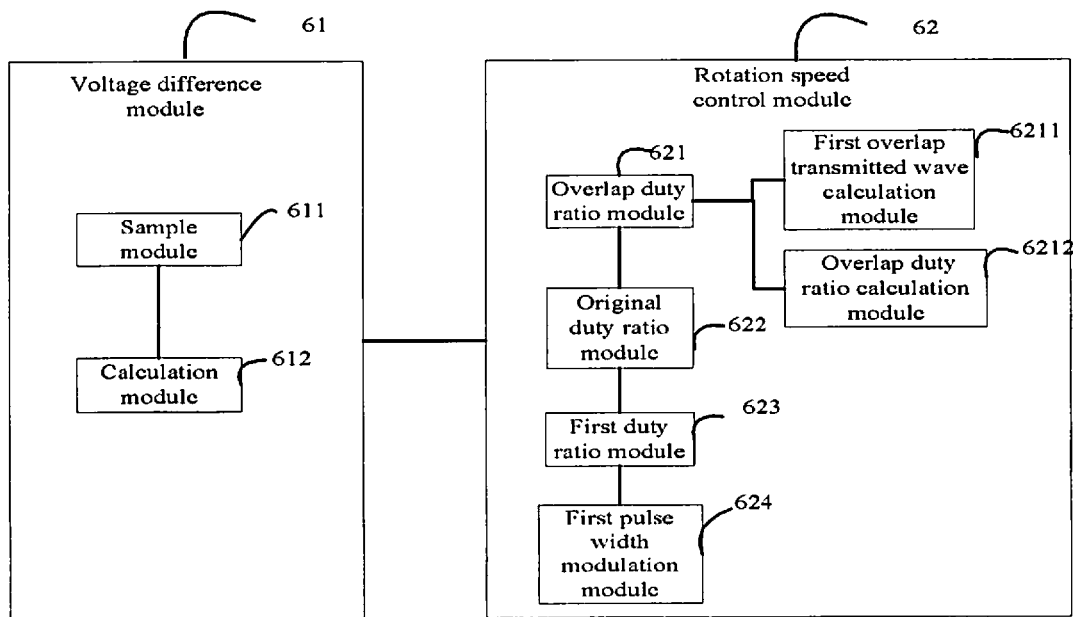 61
Voltage difference
module
Sample
module
611
Calculation
module
612
62
Rotation speed
control module
621
Overlap duty
ratio module
First overlap
transmitted wave
calculation
module
6211
Overlap duty
ratio calculation
module
6212
Original
duty ratio
module
622
First duty
ratio module
623
First pulse
width
modulation
module
624